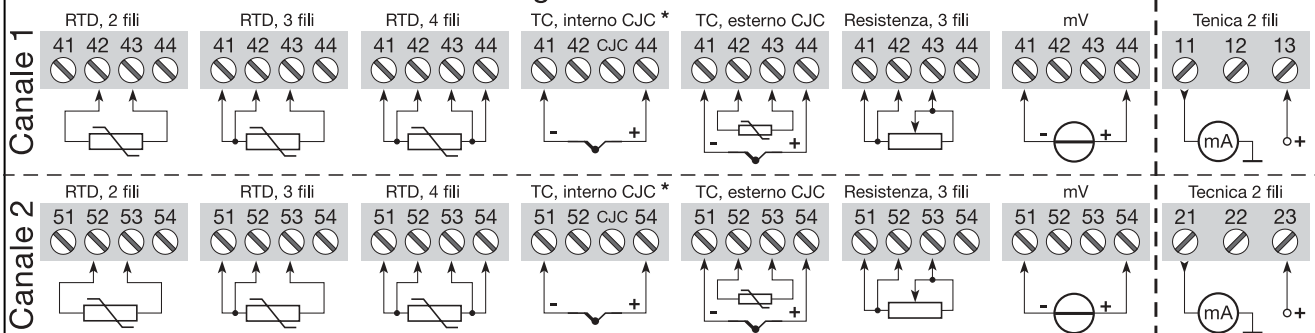 RTD, 2 fili RTD, 3 fili RTD, 4 fili TC, interno CJC * TC, esterno CJC Resistenza, 3 fili mV Tenica 2 fili
Canale 1
41 42 43 44 41 42 43 44 41 42 43 44 41 42 CJC 44 41 42 43 44 41 42 43 44 41 42 43 44 11 12 13
- + - + - + mA +
RTD, 2 fili RTD, 3 fili RTD, 4 fili TC, interno CJC * TC, esterno CJC Resistenza, 3 fili mV Tecnica 2 fili
Canale 2
51 52 53 54 51 52 53 54 51 52 53 54 51 52 CJC 54 51 52 53 54 51 52 53 54 51 52 53 54 21 22 23
- + - + - + mA +